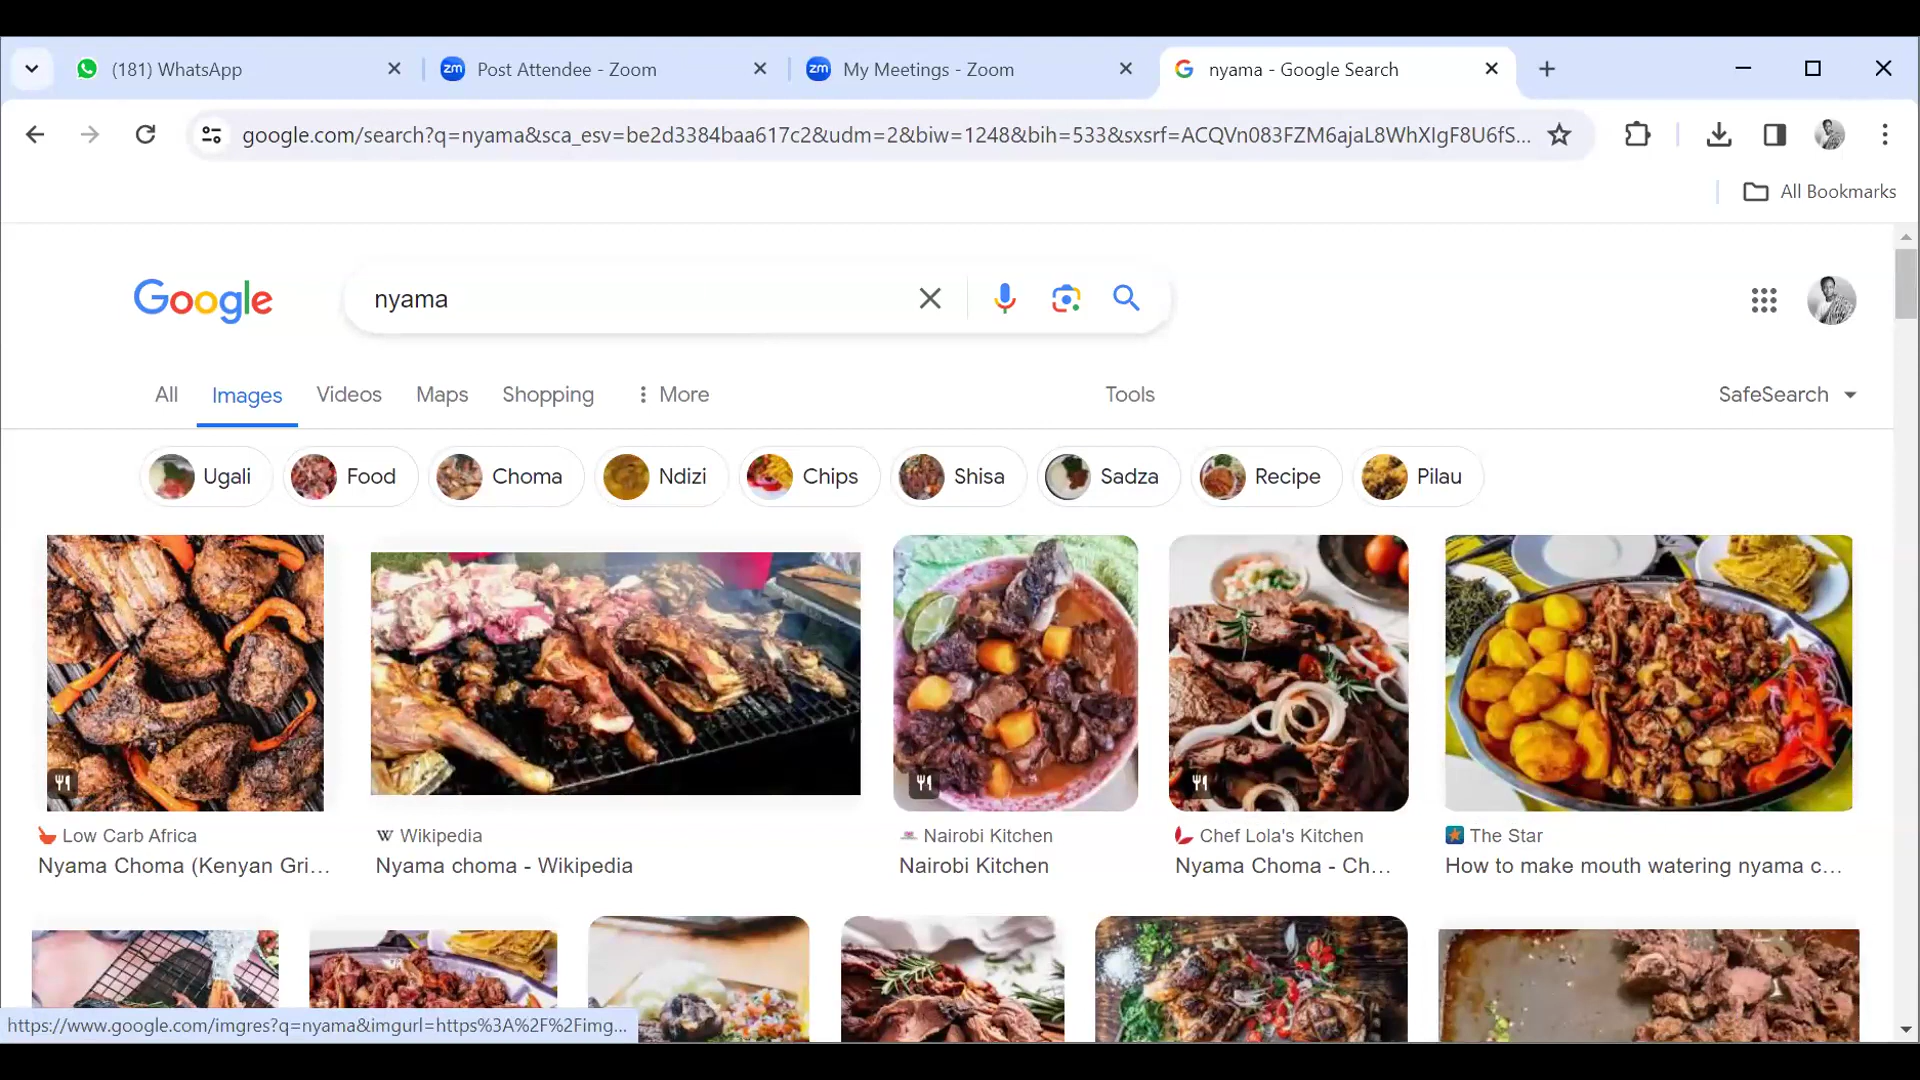 (181) WhatsApp
Post Attendee - Zoom
My Meetings - Zoom
nyama - Google Search
google.com/search?q=nyama&sca_esv=be2d3384baa617c2&udm=2&biw=1248&bih=533&sxsrf=ACQVn083FZM6ajaL8WhXIgF8U6fS...
All Bookmarks
Google
nyama
All
Images
Videos
Maps
Shopping
More
Tools
SafeSearch
Ugali
Food
Choma
Ndizi
Chips
Shisa
Sadza
Recipe
Pilau
Low Carb Africa
Nyama Choma (Kenyan Gri...
W Wikipedia
Nyama choma - Wikipedia
Nairobi Kitchen
Nairobi Kitchen
Chef Lola's Kitchen
Nyama Choma - Ch...
The Star
How to make mouth watering nyama c...
https://www.google.com/imgres?q=nyama&imgurl=https%3A%2F%2Fimg...